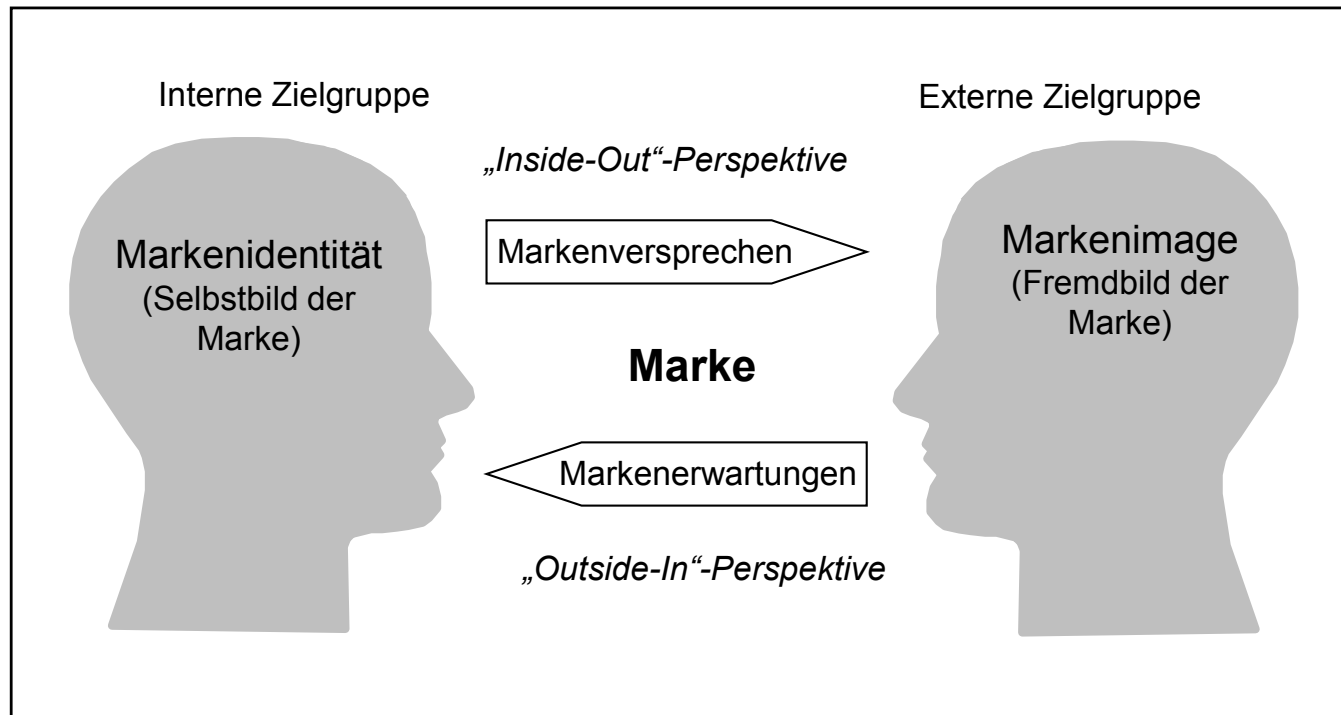 Interne Zielgruppe
Externe Zielgruppe
„Inside-Out“-Perspektive
Markenidentität
(Selbstbild der
Marke)
Markenversprechen
Markenimage
(Fremdbild der
Marke)
Marke
Markenerwartungen
„Outside-In“-Perspektive